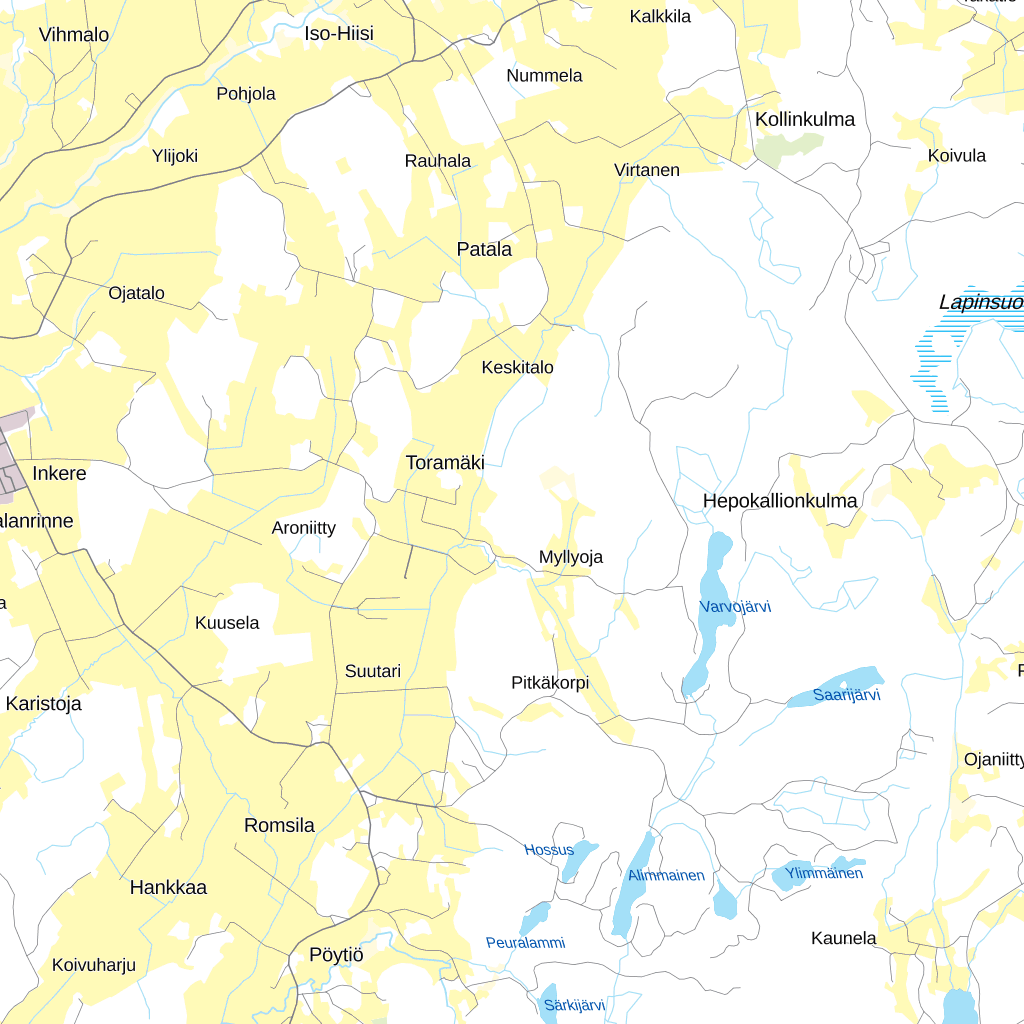 Kalkkila
Vihmalo
Iso-Hiisi
Nummela
Pohjola
Kollinkulma
Ylijoki
Rauhala
Koivula
Virtanen
Patala
Ojatalo
Lapinsuo
Keskitalo
Toramäki
Inkere
Hepokallionkulma
alanrinne
Aroniitty
Myllyoja
a
Varvojärvi
Kuusela
Suutari
Pitkäkorpi
Saarijärvi
Karistoja
Ojaniitty
Romsila
Hossus
Alimmainen
Ylimmäinen
Hankkaa
Kaunela
Peuralammi
Pöytiö
Koivuharju
Särkijärvi